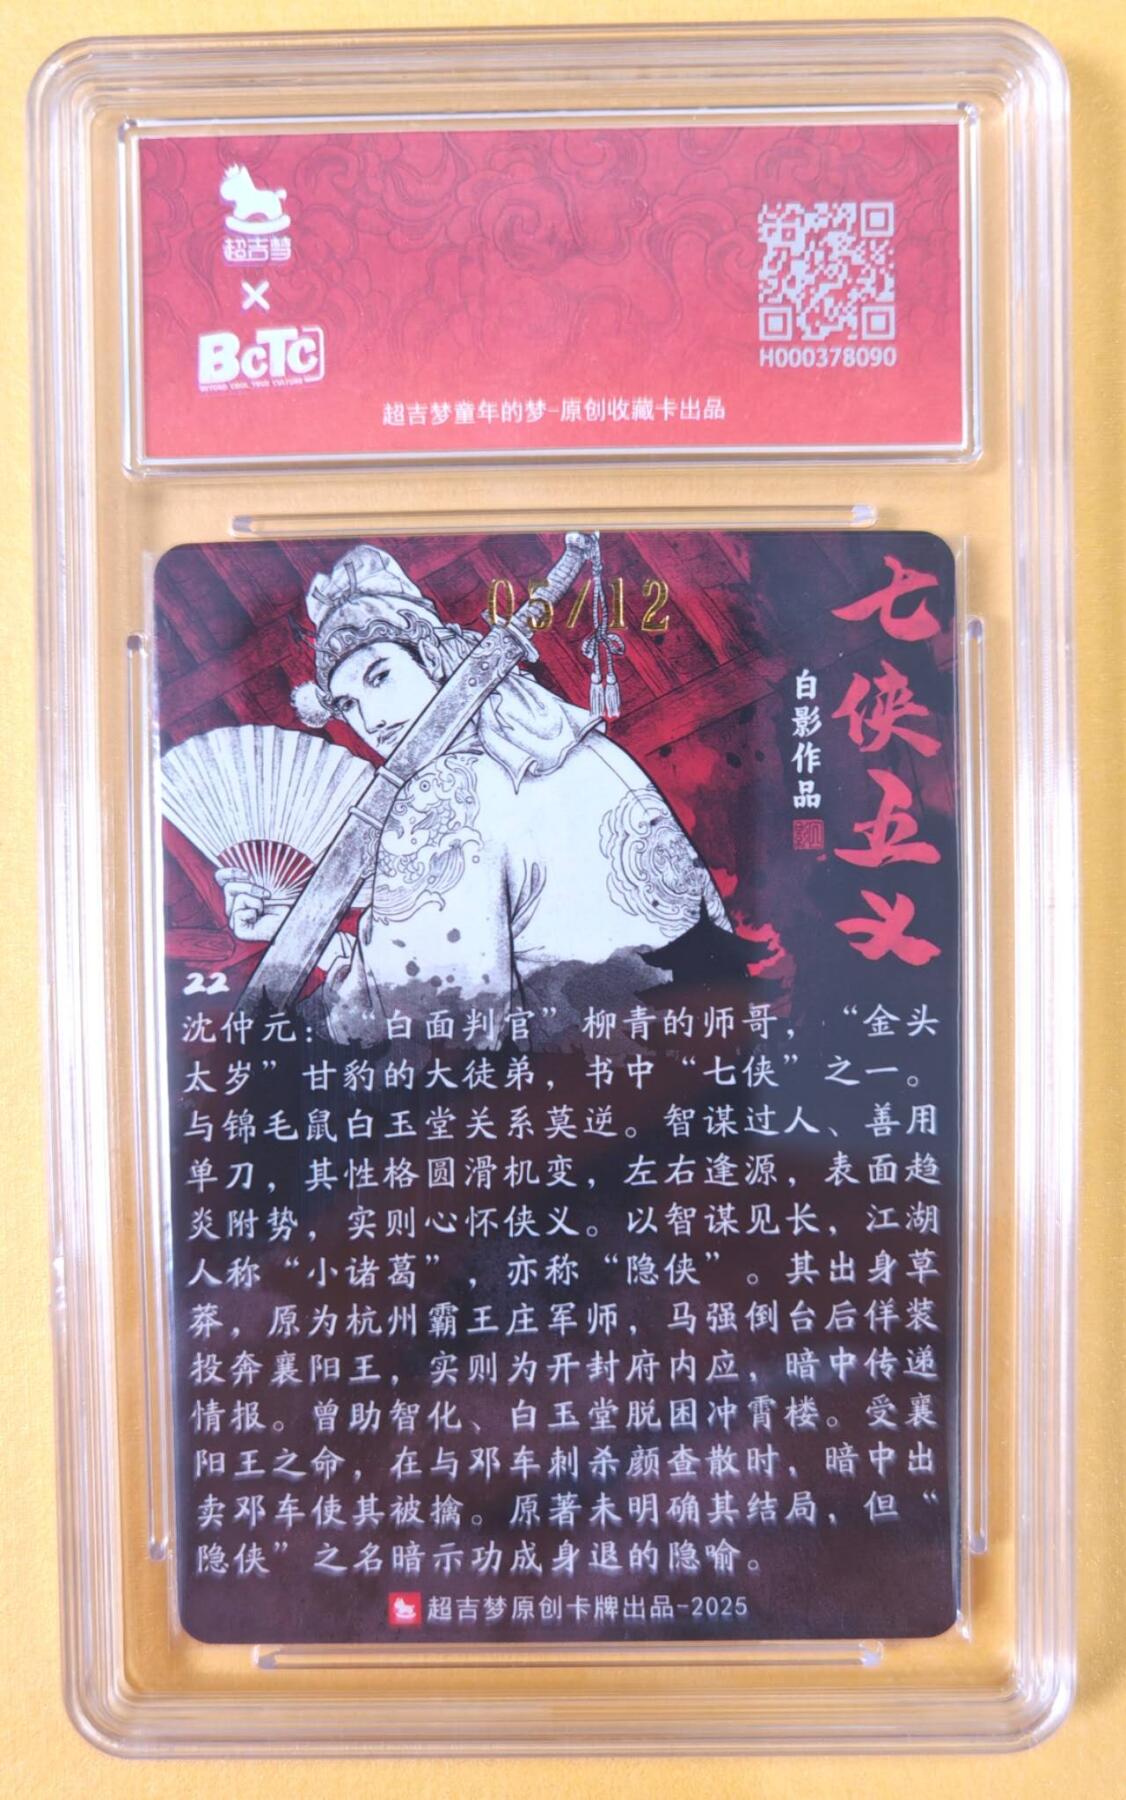 超吉梦
×
BCTC
BEYOND COOL TRUE CULTURE
H000378090
超吉梦童年的梦-原创收藏卡出品
05/12
七侠五义
白影作品
22
沈仲元：“白面判官”柳青的师哥，“金头
太岁”甘豹的大徒弟，书中“七侠”之一。
与锦毛鼠白玉堂关系莫逆。智谋过人、善用
单刀，其性格圆滑机变，左右逢源，表面趋
炎附势，实则心怀侠义。以智谋见长，江湖
人称“小诸葛”，亦称“隐侠”。其出身草
莽，原为杭州霸王庄军师，马强倒台后佯装
投奔襄阳王，实则为开封府内应，暗中传递
情报。曾助智化、白玉堂脱困冲霄楼。受襄
阳王之命，在与邓车刺杀颜查散时，暗中出
卖邓车使其被擒。原著未明确其结局，但“
隐侠”之名暗示功成身退的隐喻。
超吉梦原创卡牌出品-2025